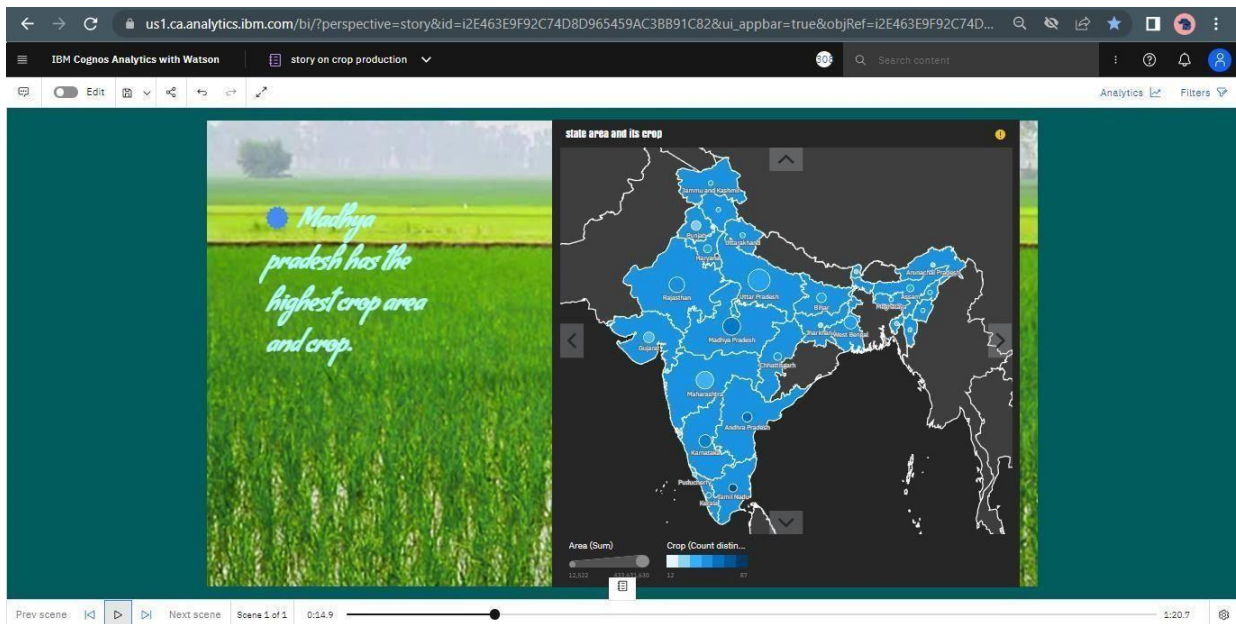 us1.ca.analytics.ibm.com/bi/?perspective=story&id=i2E463E9F92C74D8D965459AC3BB91C82&ui_appbar=true&objRef=i2E463E9F92C74D...
IBM Cognos Analytics with Watson
story on crop production
Search content
Edit
Analytics
Filters
state area and its crop
Madhya
pradesh has the
highest crop area
and crop.
Jammu and Kashmir
Punjab
Uttarakhand
Haryana
Arunachal Pradesh
Rajasthan
Uttar Pradesh
Assam
Bihar
Meghalaya
Jharkhand
West Bengal
Gujarat
Madhya Pradesh
Chhattisgarh
Maharashtra
Andhra Pradesh
Karnataka
Puducherry
Tamil Nadu
Kerala
Area (Sum)
Crop (Count distin...
12,522
12
87
Prev scene
Next scene
Scene 1 of 1
0:14.9
1:20.7